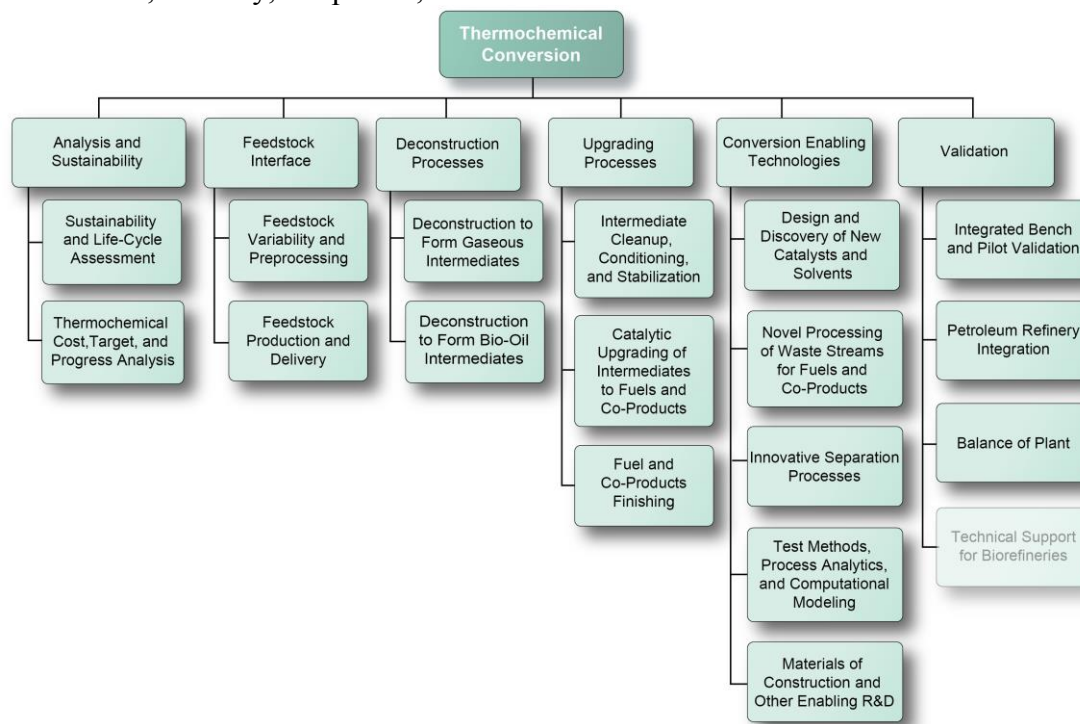 Thermochemical
Conversion
Analysis and
Sustainability
Sustainability
and Life-Cycle
Assessment
Thermochemical
Cost,Target, and
Progress Analysis
Feedstock
Interface
Feedstock
Variability and
Preprocessing
Feedstock
Production and
Delivery
Deconstruction
Processes
Deconstruction to
Form Gaseous
Intermediates
Deconstruction
to Form Bio-Oil
Intermediates
Upgrading
Processes
Intermediate
Cleanup,
Conditioning,
and Stabilization
Catalytic
Upgrading of
Intermediates
to Fuels and
Co-Products
Fuel and
Co-Products
Finishing
Conversion Enabling
Technologies
Design and
Discovery of New
Catalysts and
Solvents
Novel Processing
of Waste Streams
for Fuels and
Co-Products
Innovative Separation
Processes
Test Methods,
Process Analytics,
and Computational
Modeling
Materials of
Construction and
Other Enabling R&D
Validation
Integrated Bench
and Pilot Validation
Petroleum Refinery
Integration
Balance of Plant
Technical Support
for Biorefineries